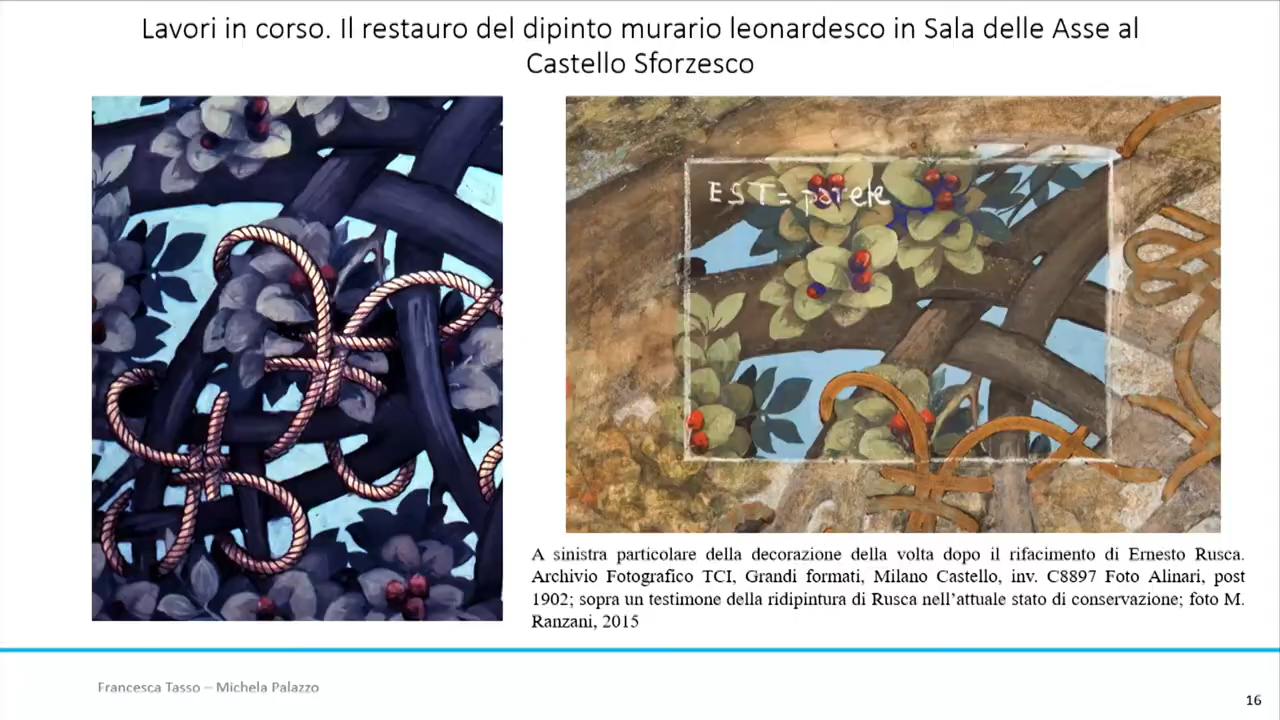 Lavori in corso. Il restauro del dipinto murario leonardesco in Sala delle Asse al
Castello Sforzesco
EST= parete
A sinistra particolare della decorazione della volta dopo il rifacimento di Ernesto Rusca.
Archivio Fotografico TCI, Grandi formati, Milano Castello, inv. C8897 Foto Alinari, post
1902; sopra un testimone della ridipintura di Rusca nell'attuale stato di conservazione; foto M.
Ranzani, 2015
Francesca Tasso – Michela Palazzo
16